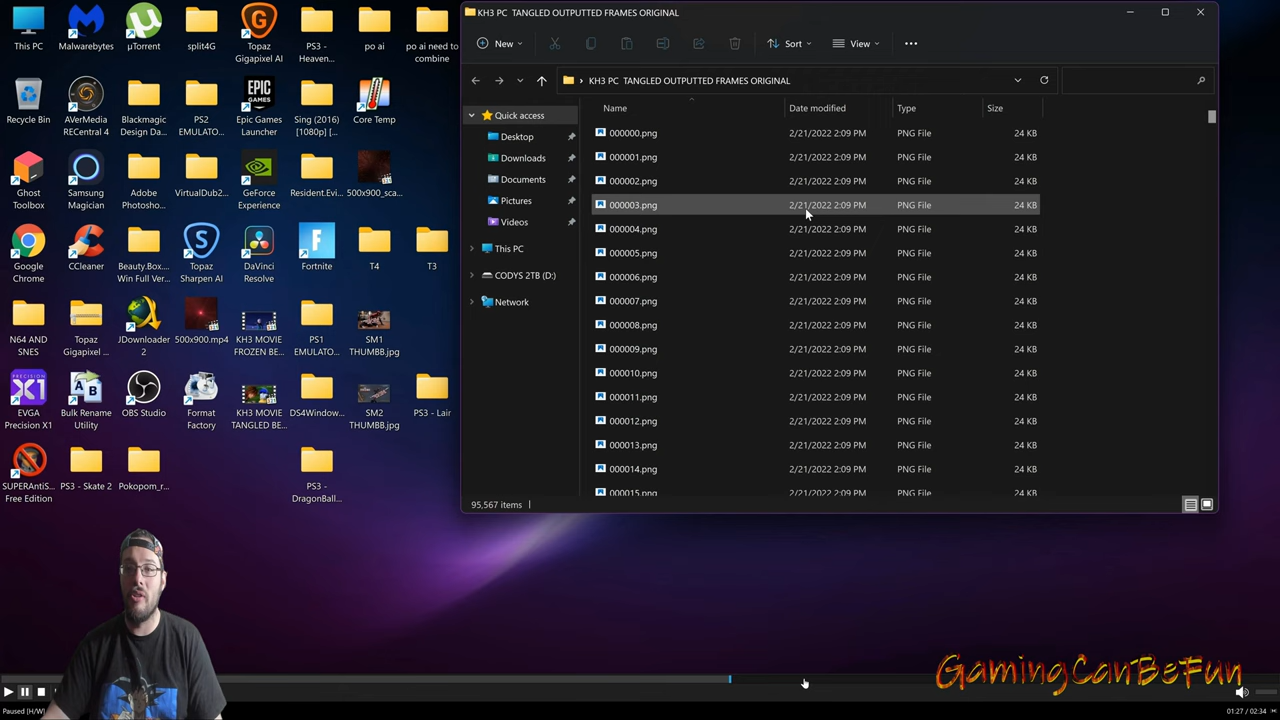 This PC
Malwarebytes
µTorrent
split4G
Topaz
Gigapixel AI
PS3 -
Heaven...
po ai
po ai need to
combine
Recycle Bin
AVerMedia
RECentral 4
Blackmagic
Design Da...
PS2
EMULATO...
Epic Games
Launcher
Sing (2016)
[1080p] [...
Core Temp
Ghost
Toolbox
Samsung
Magician
Adobe
Photosho...
VirtualDub2...
GeForce
Experience
Resident.Evi...
500x900_sca...
Google
Chrome
CCleaner
Beauty.Box....
Win Full Ver...
Topaz
Sharpen AI
DaVinci
Resolve
Fortnite
T4
T3
N64 AND
SNES
Topaz
Gigapixel ...
JDownloader
2
500x900.mp4
KH3 MOVIE
FROZEN BE...
PS1
EMULATO...
SM1
THUMBB.jpg
EVGA
Precision X1
Bulk Rename
Utility
OBS Studio
Format
Factory
KH3 MOVIE
TANGLED BE...
DS4Window...
SM2
THUMBB.jpg
PS3 - Lair
SUPERAntiS...
Free Edition
PS3 - Skate 2
Pokopom_r...
PS3 -
DragonBall...
KH3 PC  TANGLED OUTPUTTED FRAMES ORIGINAL
New
Sort
View
KH3 PC  TANGLED OUTPUTTED FRAMES ORIGINAL
Quick access
Desktop
Downloads
Documents
Pictures
Videos
This PC
CODYS 2TB (D:)
Network
Name Date modified Type Size
000000.png 2/21/2022 2:09 PM PNG File 24 KB
000001.png 2/21/2022 2:09 PM PNG File 24 KB
000002.png 2/21/2022 2:09 PM PNG File 24 KB
000003.png 2/21/2022 2:09 PM PNG File 24 KB
000004.png 2/21/2022 2:09 PM PNG File 24 KB
000005.png 2/21/2022 2:09 PM PNG File 24 KB
000006.png 2/21/2022 2:09 PM PNG File 24 KB
000007.png 2/21/2022 2:09 PM PNG File 24 KB
000008.png 2/21/2022 2:09 PM PNG File 24 KB
000009.png 2/21/2022 2:09 PM PNG File 24 KB
000010.png 2/21/2022 2:09 PM PNG File 24 KB
000011.png 2/21/2022 2:09 PM PNG File 24 KB
000012.png 2/21/2022 2:09 PM PNG File 24 KB
000013.png 2/21/2022 2:09 PM PNG File 24 KB
000014.png 2/21/2022 2:09 PM PNG File 24 KB
000015.png 2/21/2022 2:09 PM PNG File 24 KB
95,567 items
GamingCanBeFun
Paused [H/W]
01:27 / 02:34